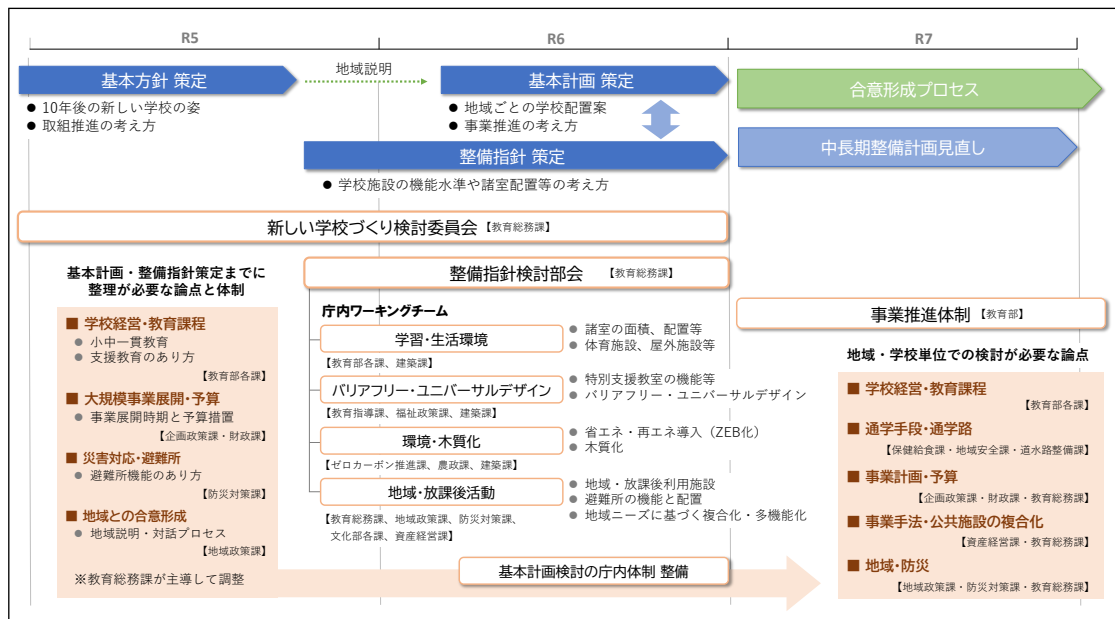 R5
R6
R7
基本方針 策定
地域説明
基本計画 策定
合意形成プロセス
● 10年後の新しい学校の姿
● 取組推進の考え方
● 地域ごとの学校配置案
● 事業推進の考え方
整備指針 策定
中長期整備計画見直し
● 学校施設の機能水準や諸室配置等の考え方
新しい学校づくり検討委員会【教育総務課】
整備指針検討部会 【教育総務課】
基本計画・整備指針策定までに
整理が必要な論点と体制
■ 学校経営・教育課程
● 小中一貫教育
● 支援教育のあり方
【教育部各課】
■ 大規模事業展開・予算
● 事業展開時期と予算措置
【企画政策課・財政課】
■ 災害対応・避難所
● 避難所機能のあり方
【防災対策課】
■ 地域との合意形成
● 地域説明・対話プロセス
【地域政策課】
※教育総務課が主導して調整
庁内ワーキングチーム
学習・生活環境
【教育部各課、建築課】
● 諸室の面積、配置等
● 体育施設、屋外施設等
バリアフリー・ユニバーサルデザイン
【教育指導課、福祉政策課、建築課】
● 特別支援教室の機能等
● バリアフリー・ユニバーサルデザイン
環境・木質化
【ゼロカーボン推進課、農政課、建築課】
● 省エネ・再エネ導入（ZEB化）
● 木質化
地域・放課後活動
【教育総務課、地域政策課、防災対策課、
文化部各課、資産経営課】
● 地域・放課後利用施設
● 避難所の機能と配置
● 地域ニーズに基づく複合化・多機能化
基本計画検討の庁内体制 整備
事業推進体制【教育部】
地域・学校単位での検討が必要な論点
■ 学校経営・教育課程
【教育部各課】
■ 通学手段・通学路
【保健給食課・地域安全課・道水路整備課】
■ 事業計画・予算
【企画政策課・財政課・教育総務課】
■ 事業手法・公共施設の複合化
【資産経営課・教育総務課】
■ 地域・防災
【地域政策課・防災対策課・教育総務課】